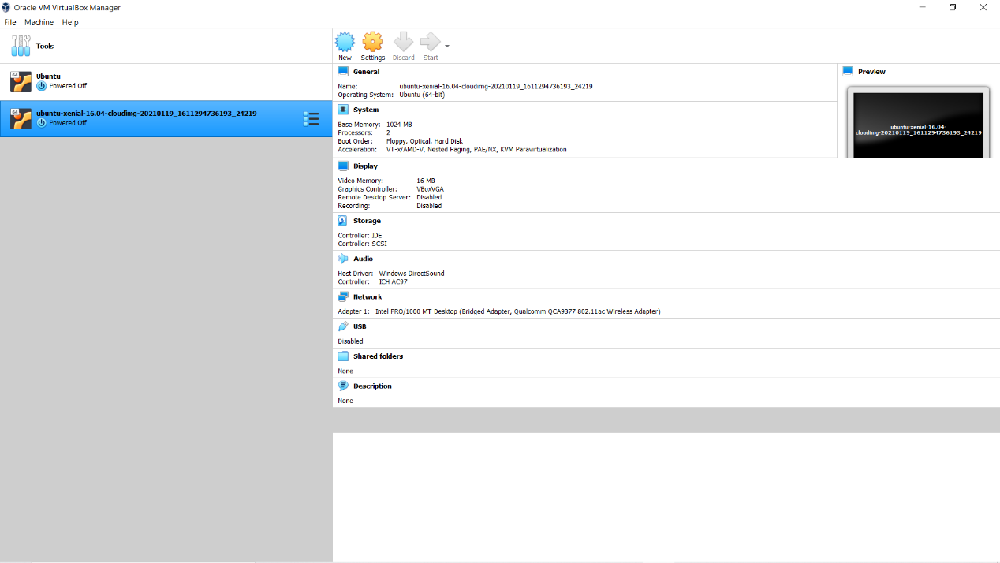 Oracle VM VirtualBox Manager
File Machine Help
Tools
New Settings Discard Start
64
Ubuntu
Powered Off
64
ubuntu-xenial-16.04-cloudimg-20210119_1611294736193_24219
Powered Off
General
Name: ubuntu-xenial-16.04-cloudimg-20210119_1611294736193_24219
Operating System: Ubuntu (64-bit)
Preview
ubuntu-xenial-16.04-
cloudimg-20210119_1611294736193_24219
System
Base Memory: 1024 MB
Processors: 2
Boot Order: Floppy, Optical, Hard Disk
Acceleration: VT-x/AMD-V, Nested Paging, PAE/NX, KVM Paravirtualization
Display
Video Memory: 16 MB
Graphics Controller: VBoxVGA
Remote Desktop Server: Disabled
Recording: Disabled
Storage
Controller: IDE
Controller: SCSI
Audio
Host Driver: Windows DirectSound
Controller: ICH AC97
Network
Adapter 1: Intel PRO/1000 MT Desktop (Bridged Adapter, Qualcomm QCA9377 802.11ac Wireless Adapter)
USB
Disabled
Shared folders
None
Description
None